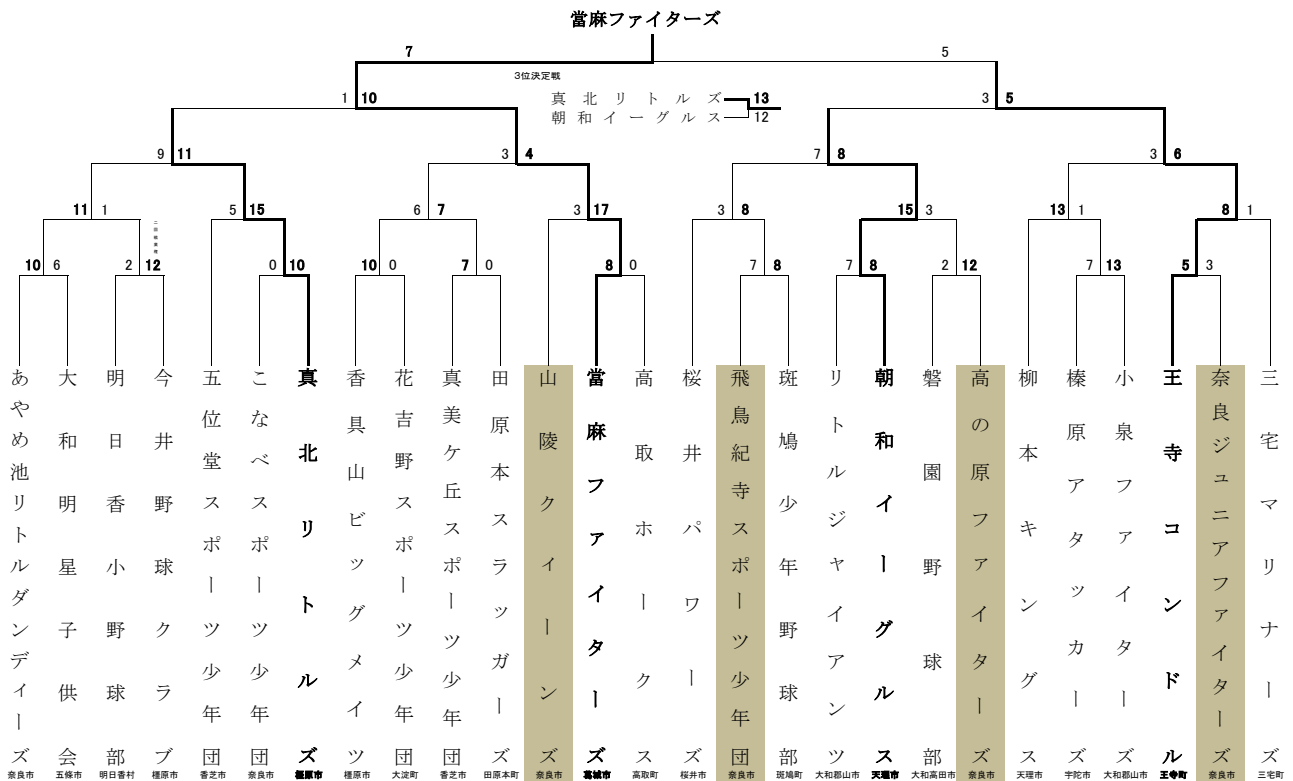 當麻ファイターズ
7 5
3位決定戦
1 10 真北リトルズ 13 3 5
朝和イーグルス 12
9 11 3 4 7 8 3 6
11 1 5 15 6 7 3 17 3 8 15 3 13 1 8 1
10 6 2 12 0 10 10 0 7 0 8 0 7 8 7 8 2 12 7 13 5 3
あやめ池リトルダンディーズ
奈良市
大和明星子供会
五條市
明日香小野球部
明日香村
今井野球クラブ
橿原市
五位堂スポーツ少年団
香芝市
こなべスポーツ少年団
奈良市
真北リトルズ
橿原市
香具山ビッグメイツ
橿原市
花吉野スポーツ少年団
大淀町
真美ケ丘スポーツ少年団
香芝市
田原本スラッガーズ
田原本町
山陵クィーンズ
奈良市
當麻ファイターズ
葛城市
高取ホークス
高取町
桜井パワーズ
桜井市
飛鳥紀寺スポーツ少年団
奈良市
斑鳩少年野球部
斑鳩町
リトルジャイアンツ
大和郡山市
朝和イーグルス
天理市
磐園野球部
大和高田市
高の原ファイターズ
奈良市
柳本キングス
天理市
榛原アタッカーズ
宇陀市
小泉ファイターズ
大和郡山市
王寺コンドル
王寺町
奈良ジュニアファイターズ
奈良市
三宅マリナーズ
三宅町